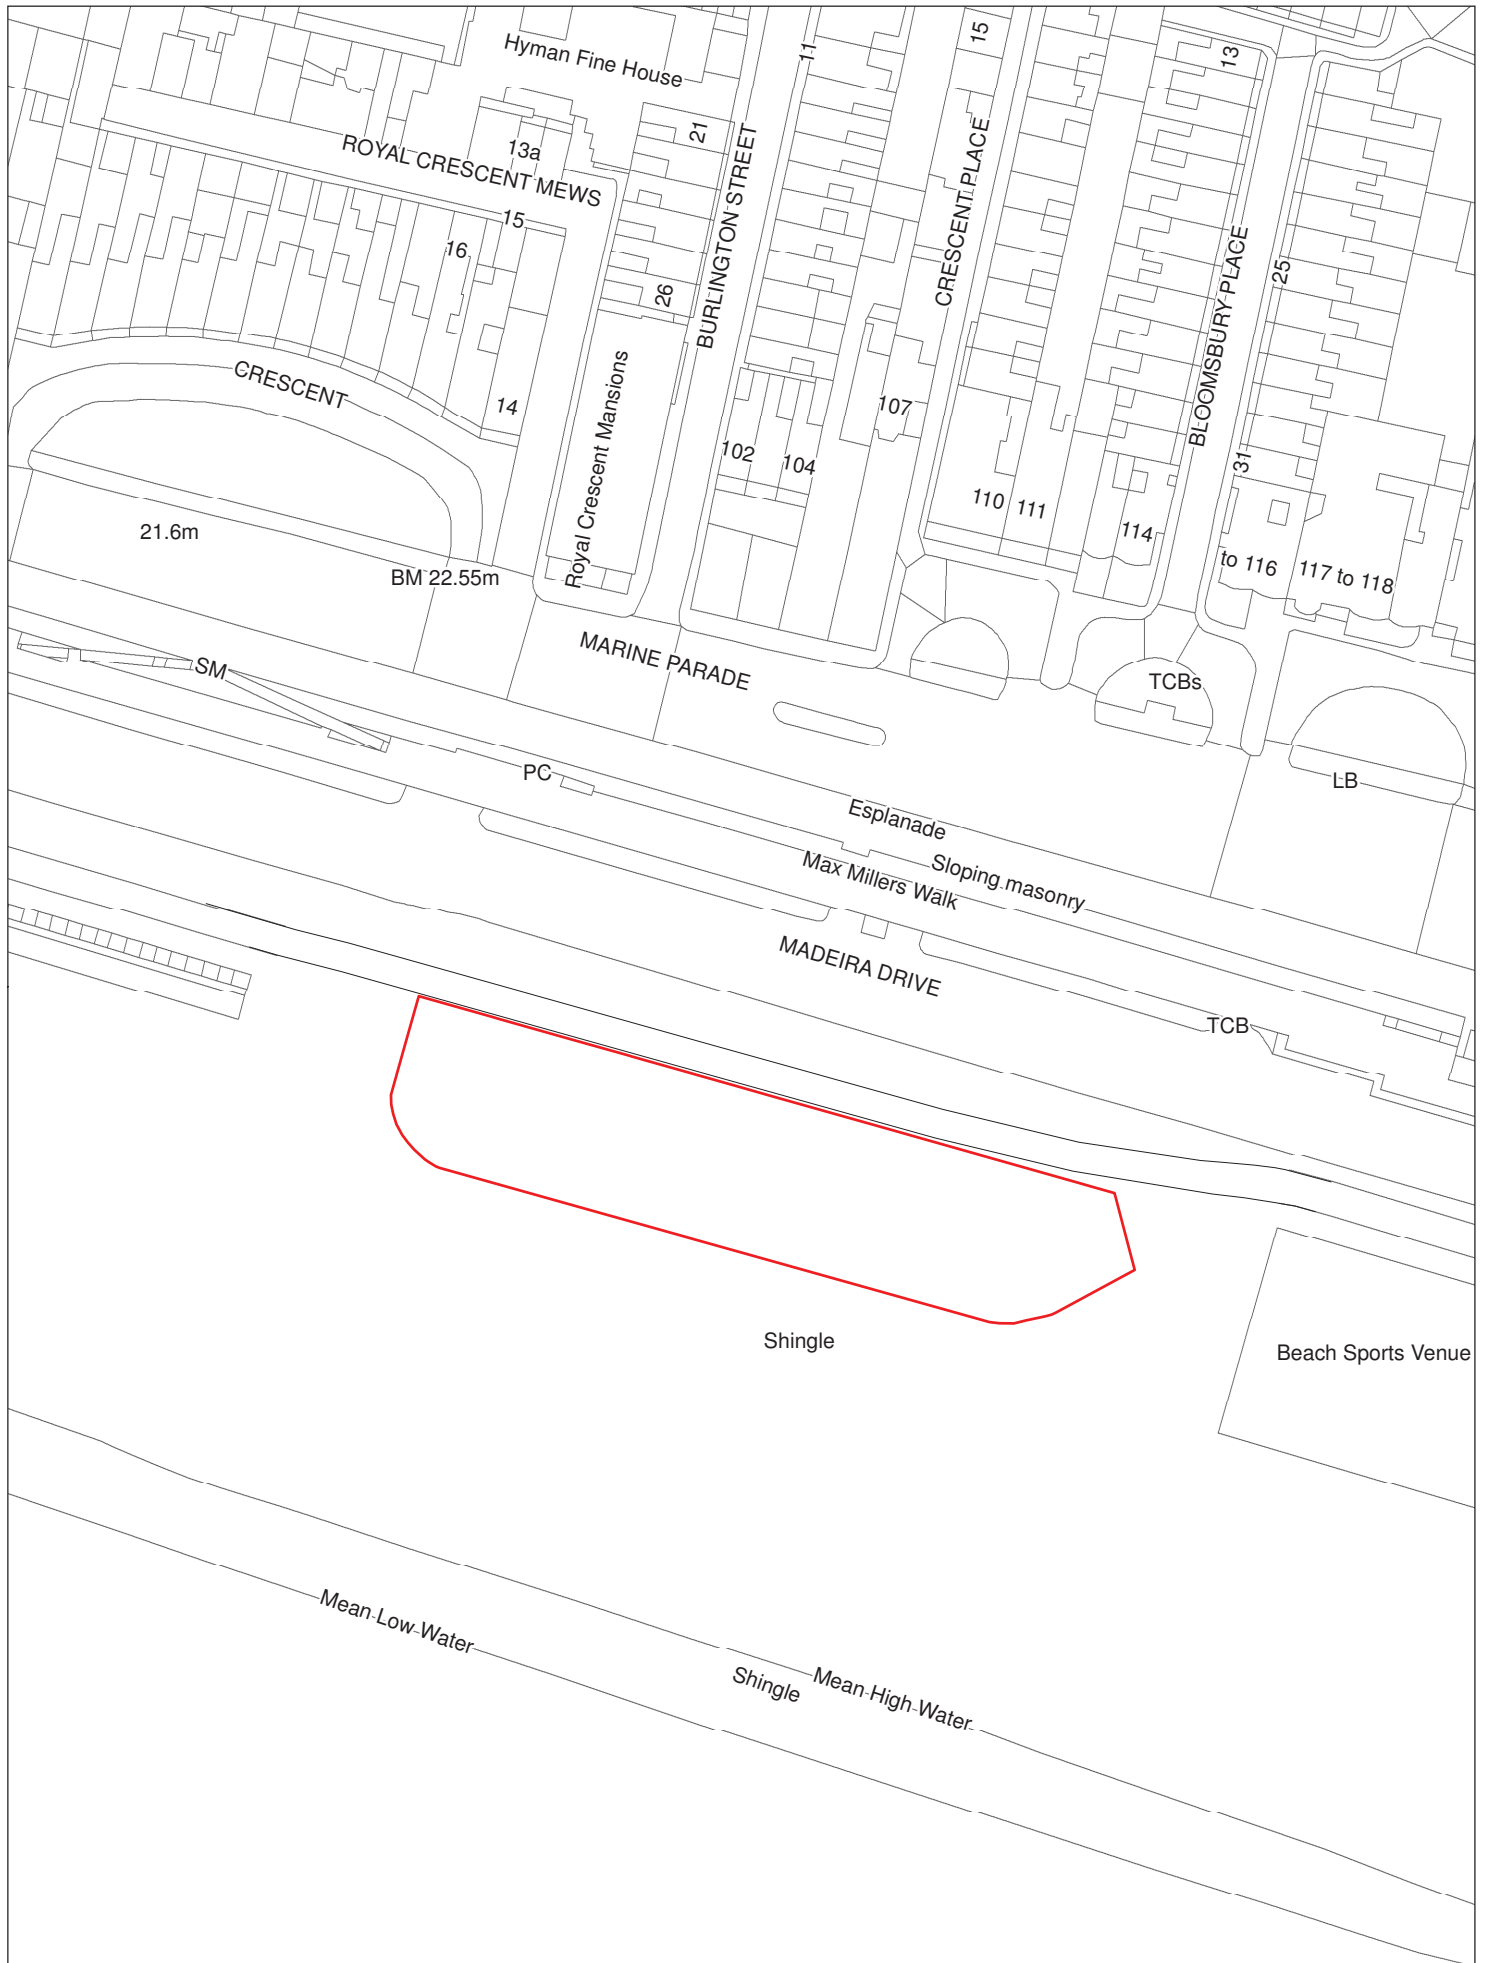 Hyman Fine House
11
15
13
21
13a
ROYAL CRESCENT MEWS
BURLINGTON STREET
CRESCENT PLACE
15
16
26
BLOOMSBURY PLACE
25
CRESCENT
14
Royal Crescent Mansions
107
102
104
31
110
111
114
21.6m
BM 22.55m
to 116
117 to 118
MARINE PARADE
SM
TCBs
PC
LB
Esplanade
Max Millers Walk
Sloping masonry
MADEIRA DRIVE
TCB
Shingle
Beach Sports Venue
Mean Low Water
Shingle
Mean High Water